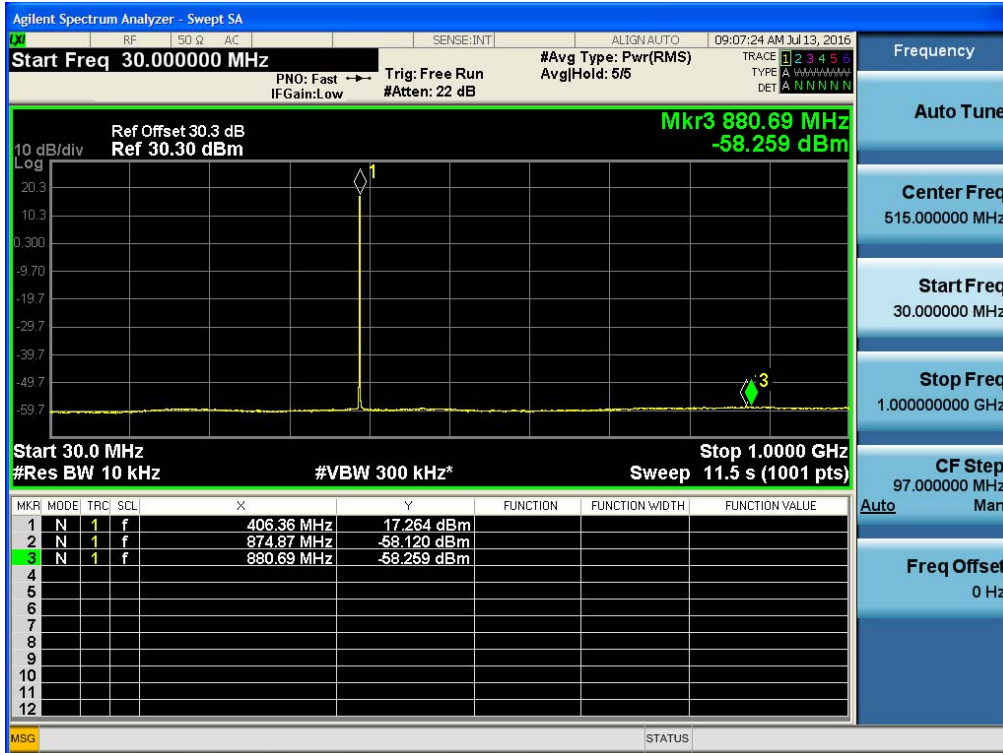 Agilent Spectrum Analyzer - Swept SA
LXI RF 50 Ω AC SENSE:INT ALIGN AUTO 09:07:24 AM Jul 13, 2016
Start Freq 30.000000 MHz
PNO: Fast
IFGain:Low
Trig: Free Run
#Atten: 22 dB
#Avg Type: Pwr(RMS)
Avg|Hold: 5/5
TRACE 1 2 3 4 5 6
TYPE A
DET A N N N N N
Mkr3 880.69 MHz
-58.259 dBm
Ref Offset 30.3 dB
10 dB/div Ref 30.30 dBm
Log
20.3
10.3
0.300
-9.70
-19.7
-29.7
-39.7
-49.7
-59.7
1
3
Start 30.0 MHz Stop 1.0000 GHz
#Res BW 10 kHz #VBW 300 kHz* Sweep 11.5 s (1001 pts)
MKR MODE TRC SCL X Y FUNCTION FUNCTION WIDTH FUNCTION VALUE
1 N 1 f 406.36 MHz 17.264 dBm
2 N 1 f 874.87 MHz -58.120 dBm
3 N 1 f 880.69 MHz -58.259 dBm
4
5
6
7
8
9
10
11
12
MSG STATUS
Frequency
Auto Tune
Center Freq
515.000000 MHz
Start Freq
30.000000 MHz
Stop Freq
1.000000000 GHz
CF Step
97.000000 MHz
Auto Man
Freq Offset
0 Hz